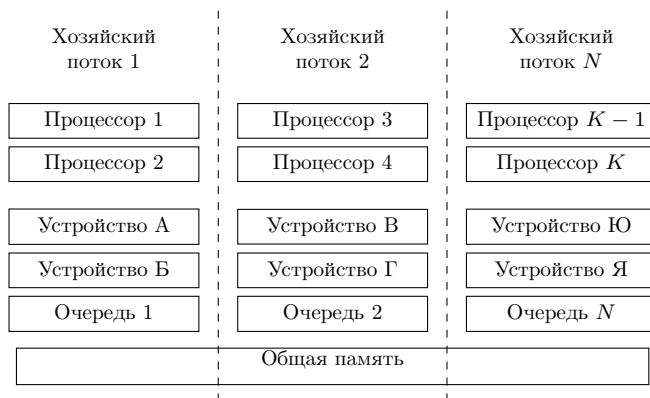 Хозяйский Хозяйский Хозяйский
поток 1 поток 2 поток N
Процессор 1 Процессор 3 Процессор K − 1
Процессор 2 Процессор 4 Процессор K
Устройство А Устройство В Устройство Ю
Устройство Б Устройство Г Устройство Я
Очередь 1 Очередь 2 Очередь N
Общая память